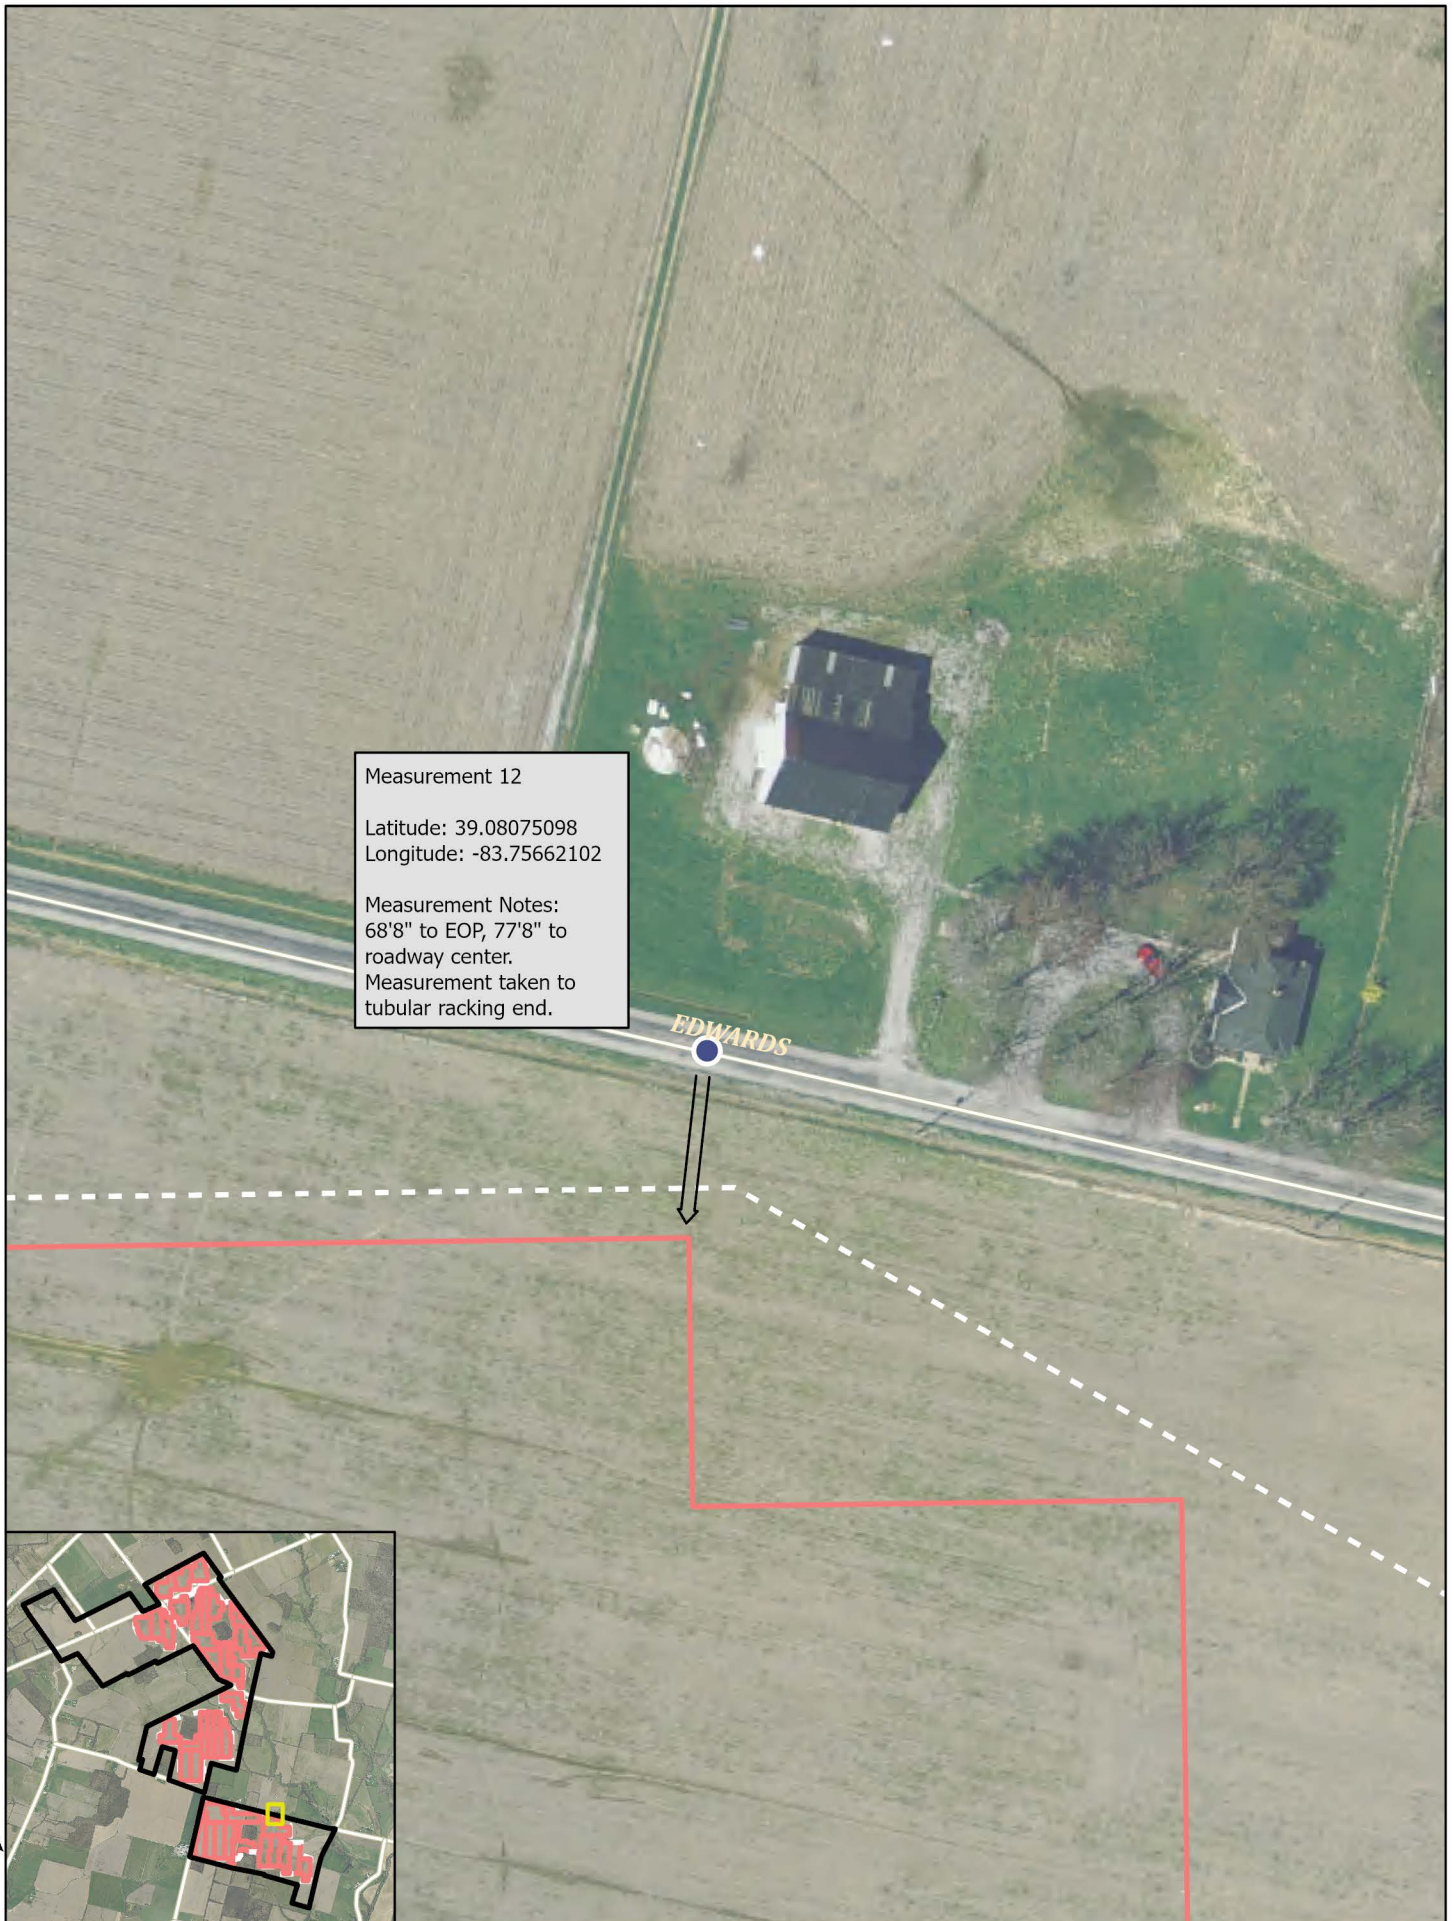 Measurement 12
Latitude: 39.08075098
Longitude: -83.75662102
Measurement Notes:
68'8" to EOP, 77'8" to
roadway center.
Measurement taken to
tubular racking end.
EDWARDS